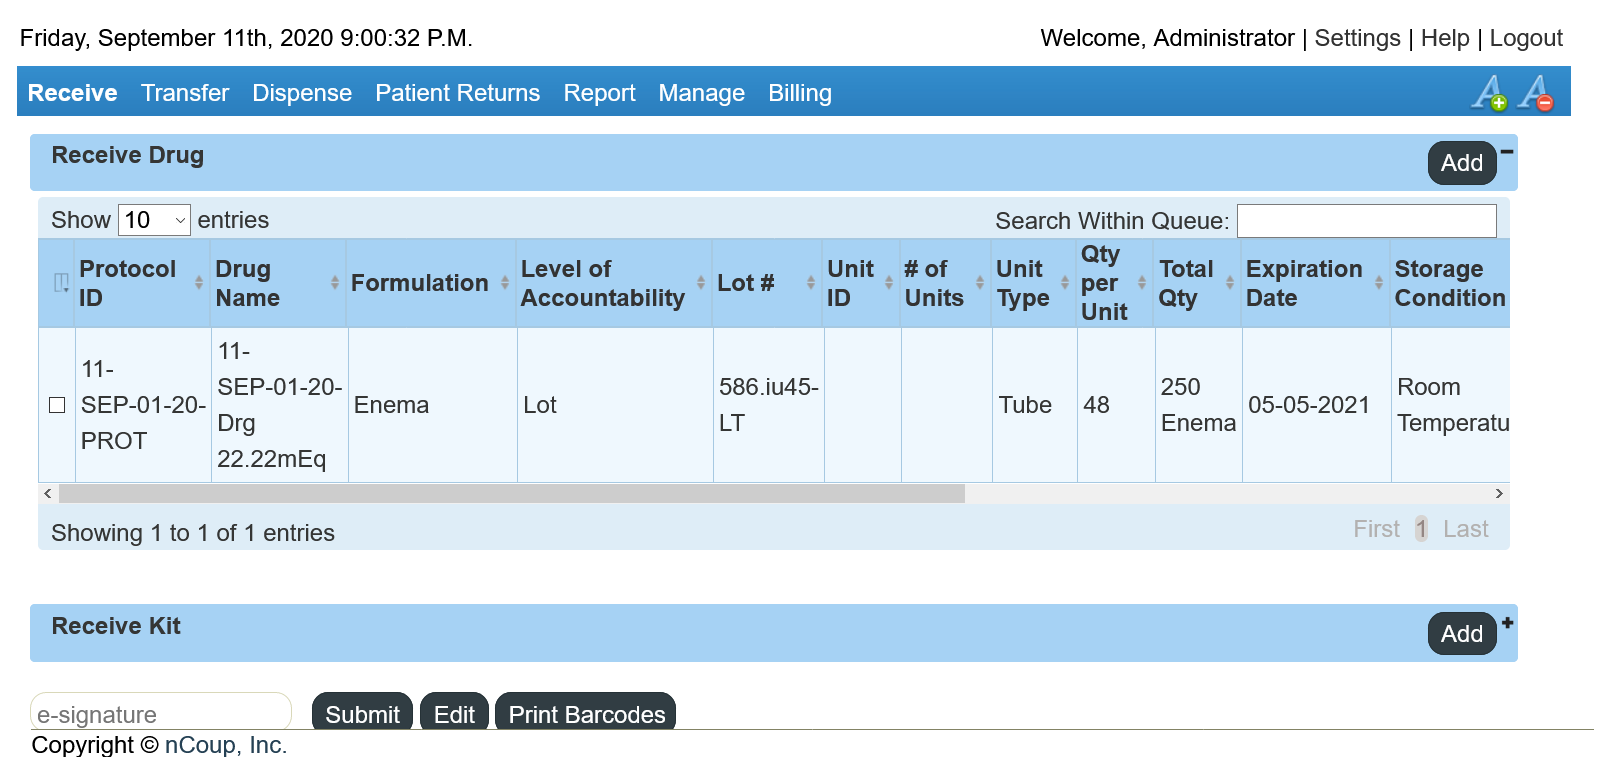 Friday, September 11th, 2020 9:00:32 P.M.
Welcome, Administrator | Settings | Help | Logout
Receive Transfer Dispense Patient Returns Report Manage Billing
Receive Drug
Add
Show 10 entries
Search Within Queue:
Protocol ID
Drug Name
Formulation
Level of Accountability
Lot #
Unit ID
# of Units
Unit Type
Qty per Unit
Total Qty
Expiration Date
Storage Condition
11-
SEP-01-20-
PROT
11-
SEP-01-20-
Drg
22.22mEq
Enema
Lot
586.iu45-
LT
Tube
48
250
Enema
05-05-2021
Room
Temperatu
Showing 1 to 1 of 1 entries
First 1 Last
Receive Kit
Add
e-signature
Submit Edit Print Barcodes
Copyright © nCoup, Inc.